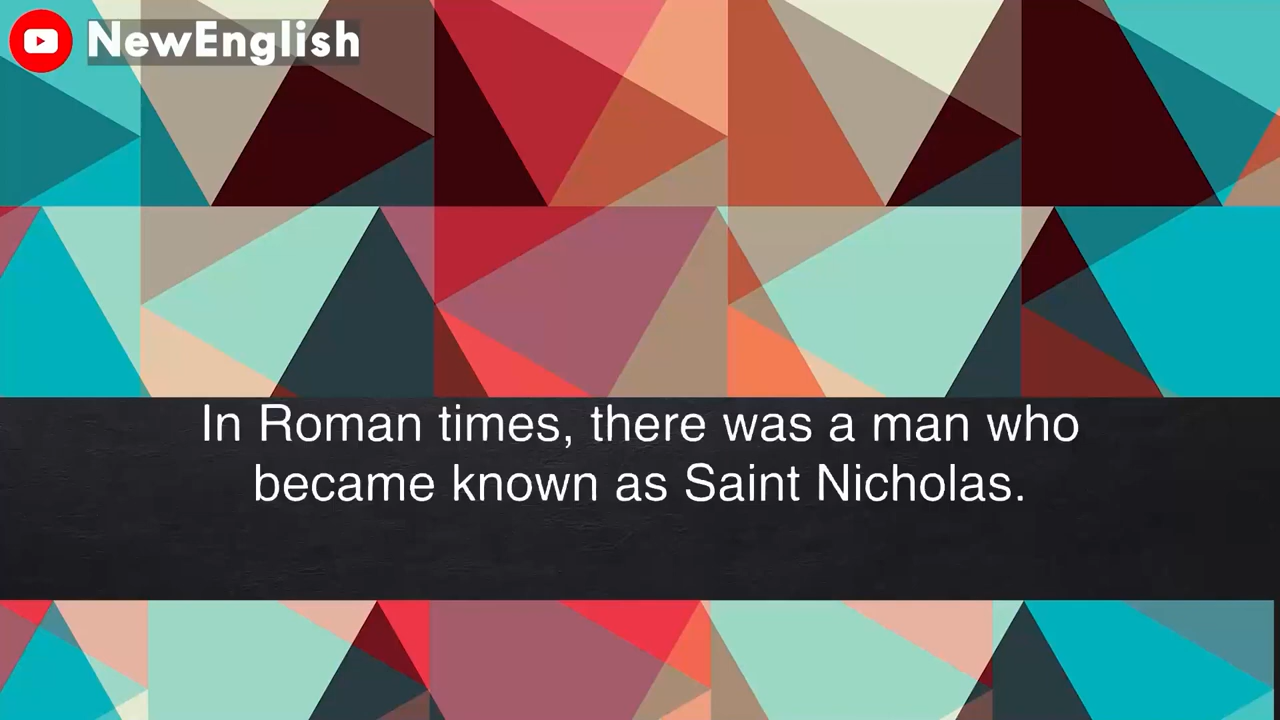 NewEnglish
In Roman times, there was a man who
became known as Saint Nicholas.